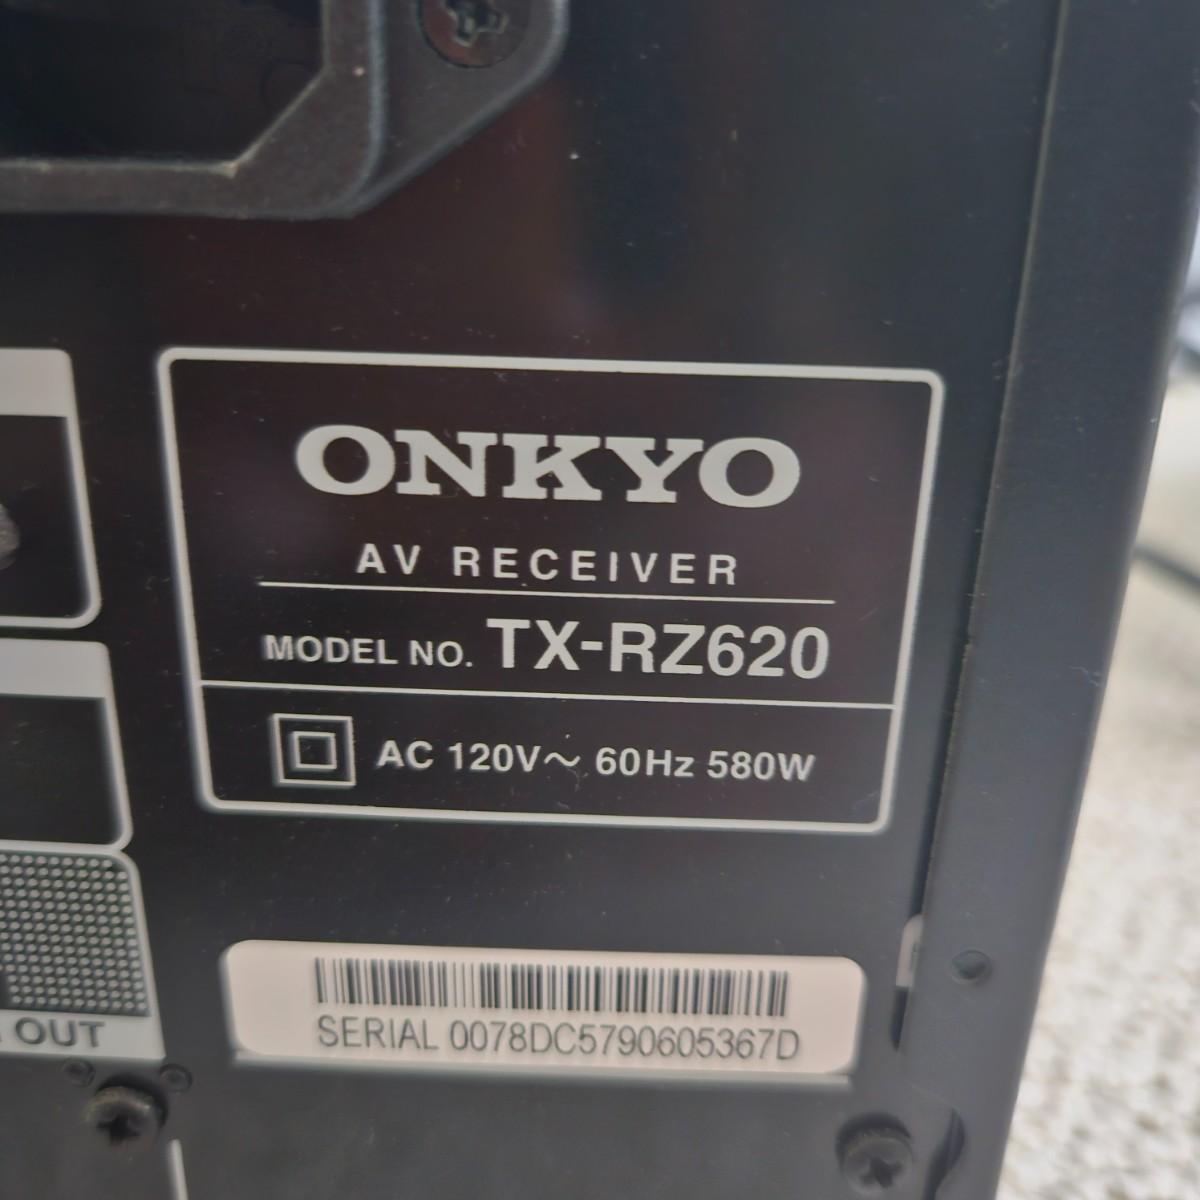 ONKYO
AV RECEIVER
MODEL NO. TX-RZ620
AC 120V~ 60Hz 580W
SERIAL 0078DC5790605367D
OUT